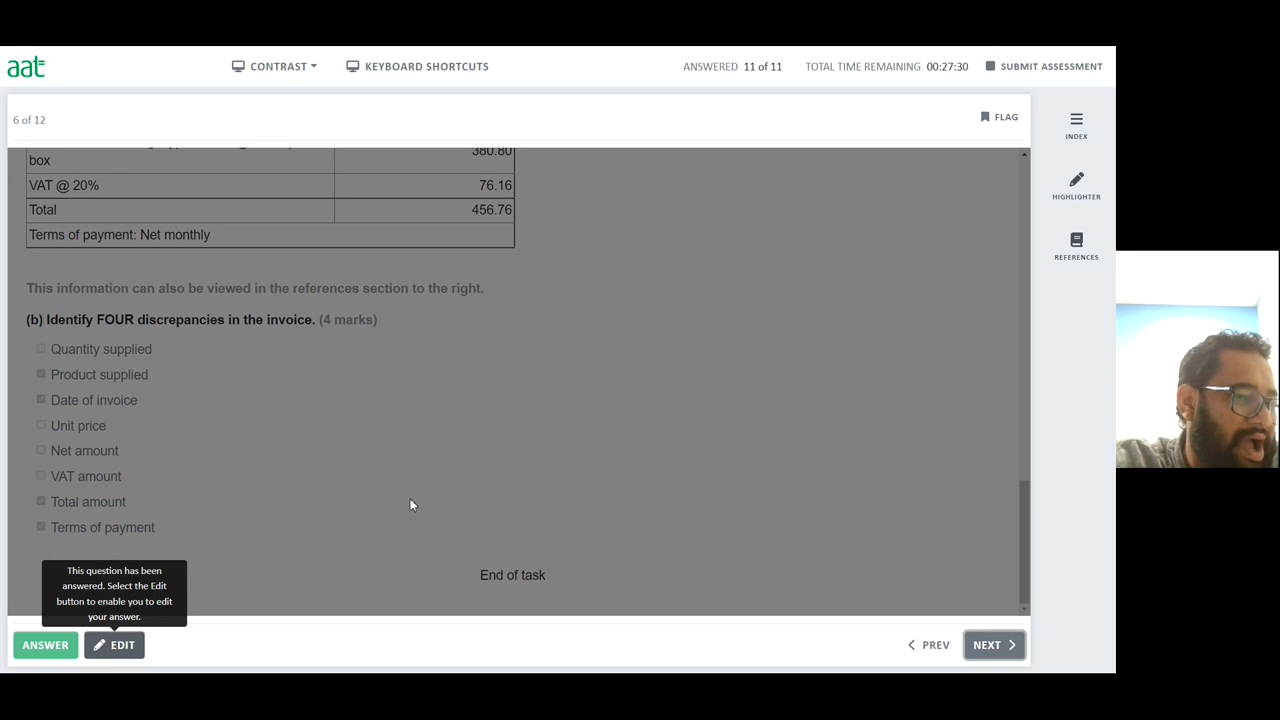 aat
CONTRAST
KEYBOARD SHORTCUTS
ANSWERED 11 of 11
TOTAL TIME REMAINING 00:27:30
SUBMIT ASSESSMENT
6 of 12
FLAG
INDEX
HIGHLIGHTER
REFERENCES
380.80
box
VAT @ 20% 76.16
Total 456.76
Terms of payment: Net monthly
This information can also be viewed in the references section to the right.
(b) Identify FOUR discrepancies in the invoice. (4 marks)
Quantity supplied
Product supplied
Date of invoice
Unit price
Net amount
VAT amount
Total amount
Terms of payment
End of task
This question has been
answered. Select the Edit
button to enable you to edit
your answer.
ANSWER
EDIT
PREV
NEXT